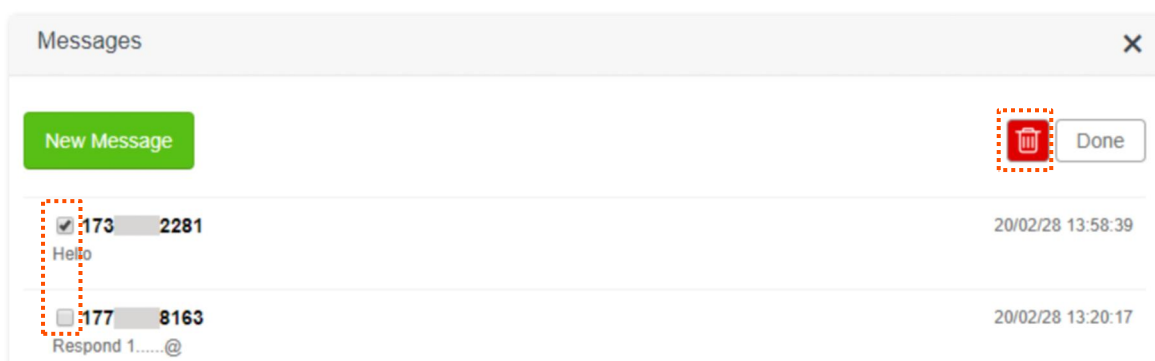 Messages
New Message
Done
173 2281 20/02/28 13:58:39
Hello
177 8163 20/02/28 13:20:17
Respond 1......@